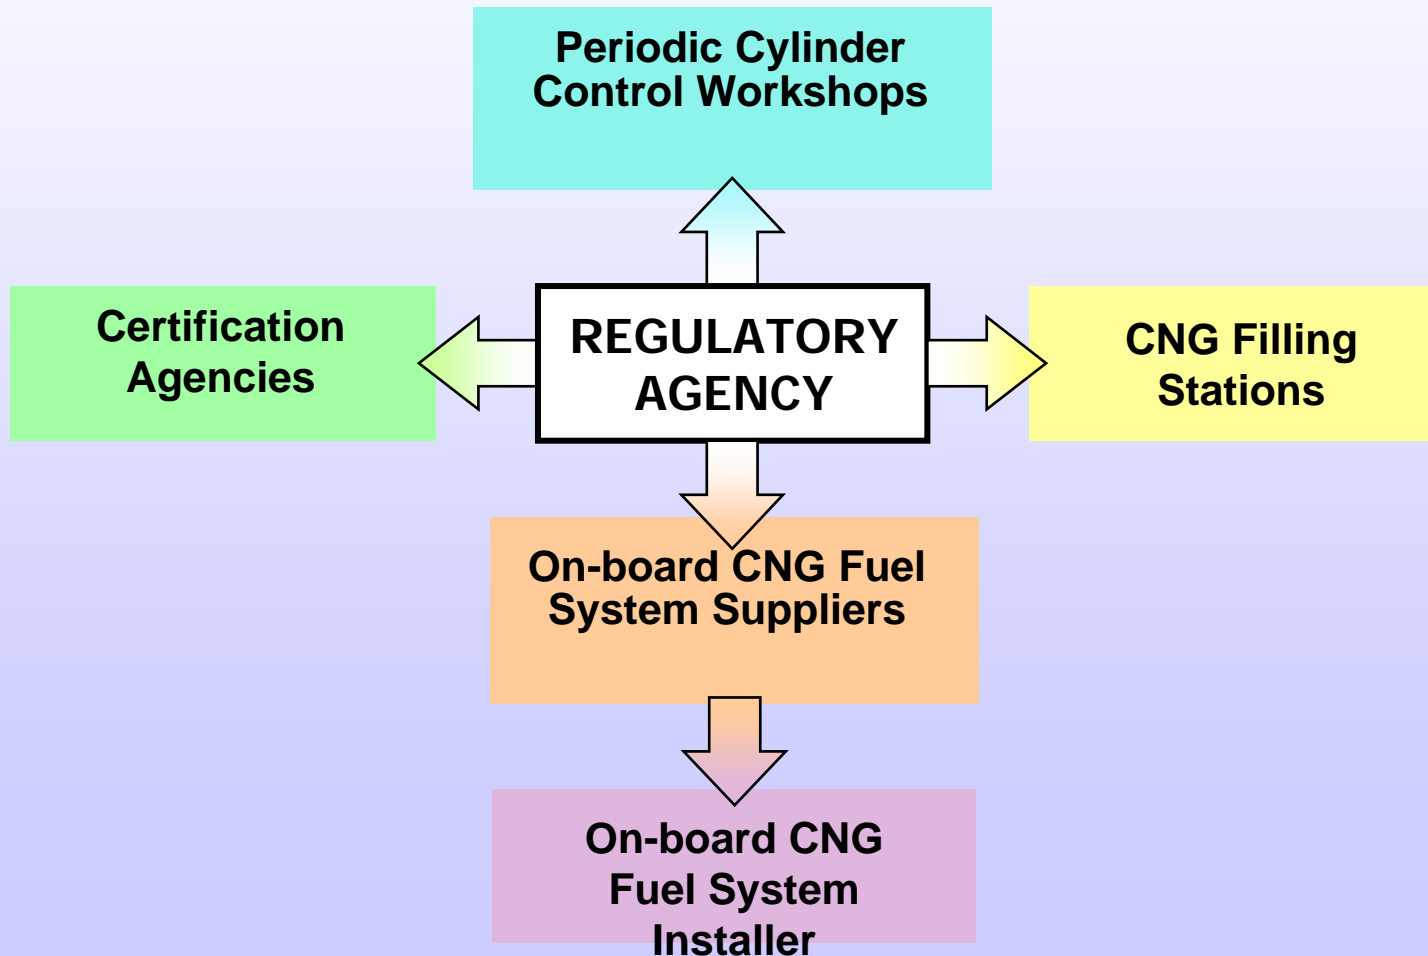 Periodic Cylinder
Control Workshops
Certification
Agencies
REGULATORY
AGENCY
CNG Filling
Stations
On-board CNG Fuel
System Suppliers
On-board CNG
Fuel System
Installer